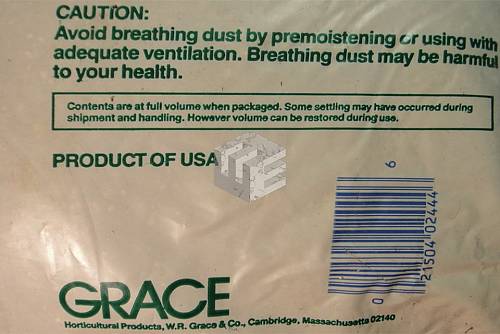 CAUTION:
Avoid breathing dust by premoistening or using with
adequate ventilation. Breathing dust may be harmful
to your health.
Contents are at full volume when packaged. Some settling may have occurred during
shipment and handling. However volume can be restored during use.
PRODUCT OF USA
6
21504 02444
0
GRACE
Horticultural Products, W.R. Grace & Co., Cambridge, Massachusetts 02140